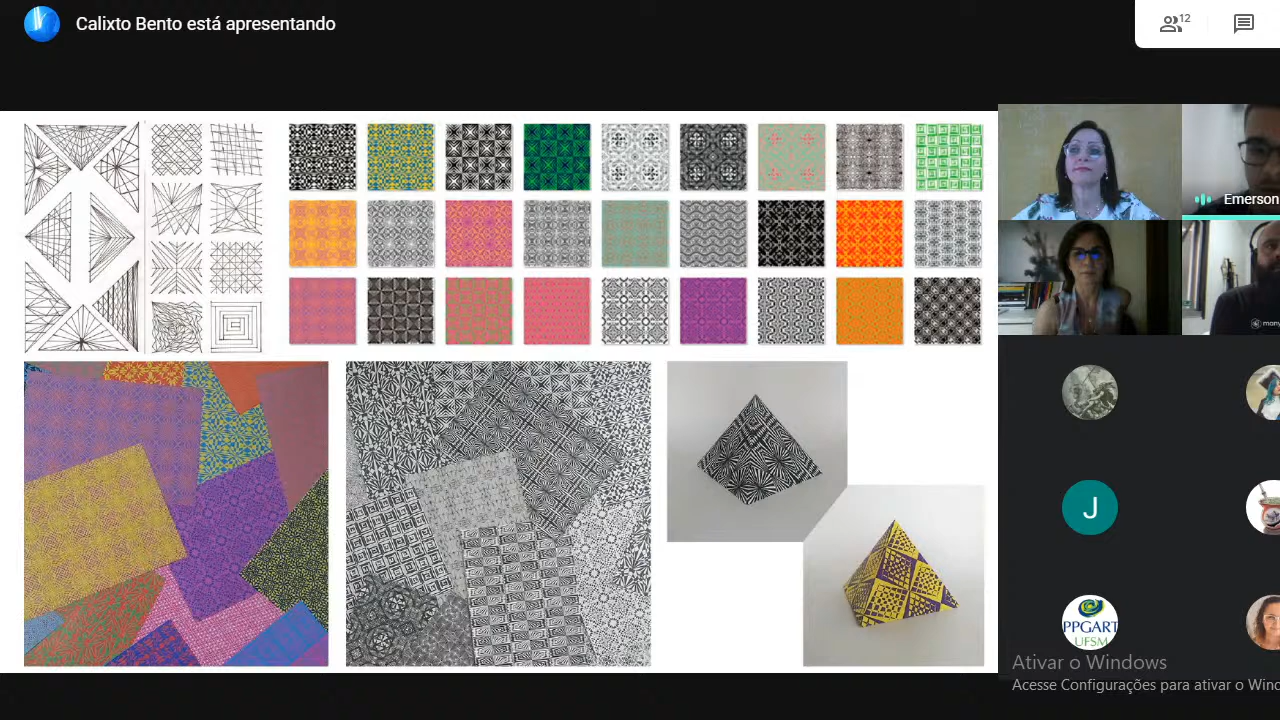 Calixto Bento está apresentando
12
Emerson
J
PPGART
UFSM
Ativar o Windows
Acesse Configurações para ativar o Wind